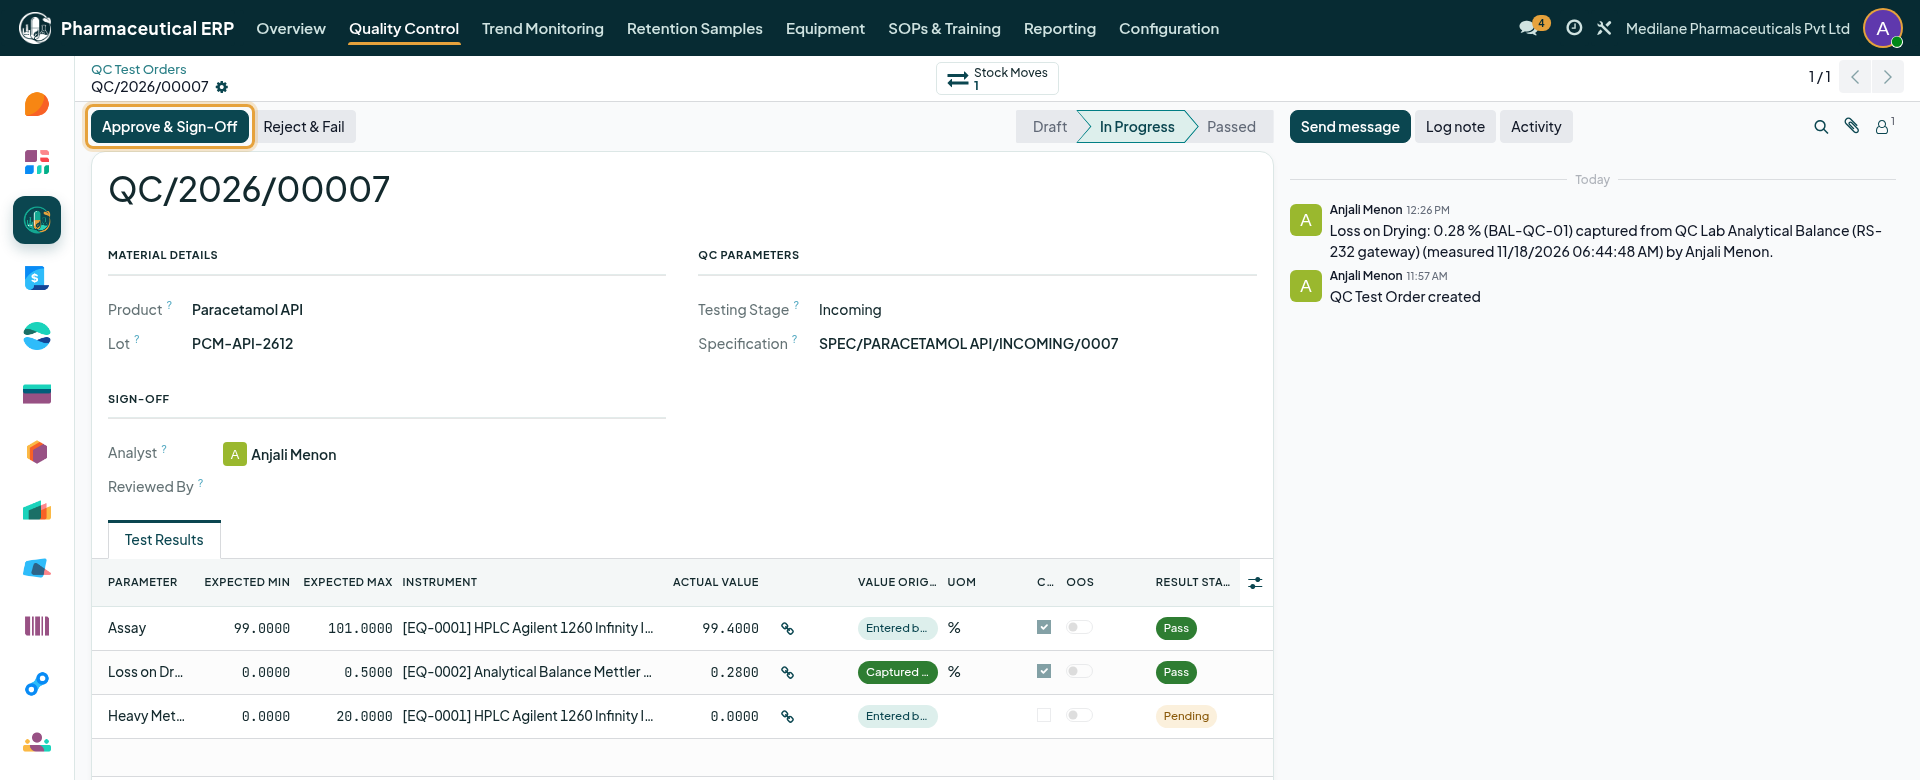 Pharmaceutical ERP Overview Quality Control Trend Monitoring Retention Samples Equipment SOPs & Training Reporting Configuration 4 Medilane Pharmaceuticals Pvt Ltd A
QC Test Orders
QC/2026/00007
Stock Moves
1
1 / 1
Approve & Sign-Off Reject & Fail Draft In Progress Passed Send message Log note Activity 1
QC/2026/00007
Today
A Anjali Menon 12:26 PM
Loss on Drying: 0.28 % (BAL-QC-01) captured from QC Lab Analytical Balance (RS-
232 gateway) (measured 11/18/2026 06:44:48 AM) by Anjali Menon.
A Anjali Menon 11:57 AM
QC Test Order created
MATERIAL DETAILS QC PARAMETERS
Product ? Paracetamol API Testing Stage ? Incoming
Lot ? PCM-API-2612 Specification ? SPEC/PARACETAMOL API/INCOMING/0007
SIGN-OFF
Analyst ? A Anjali Menon
Reviewed By ?
Test Results
PARAMETER EXPECTED MIN EXPECTED MAX INSTRUMENT ACTUAL VALUE VALUE ORIG... UOM C... OOS RESULT STA...
Assay 99.0000 101.0000 [EQ-0001] HPLC Agilent 1260 Infinity I... 99.4000 Entered b... % Pass
Loss on Dr... 0.0000 0.5000 [EQ-0002] Analytical Balance Mettler ... 0.2800 Captured ... % Pass
Heavy Met... 0.0000 20.0000 [EQ-0001] HPLC Agilent 1260 Infinity I... 0.0000 Entered b... Pending